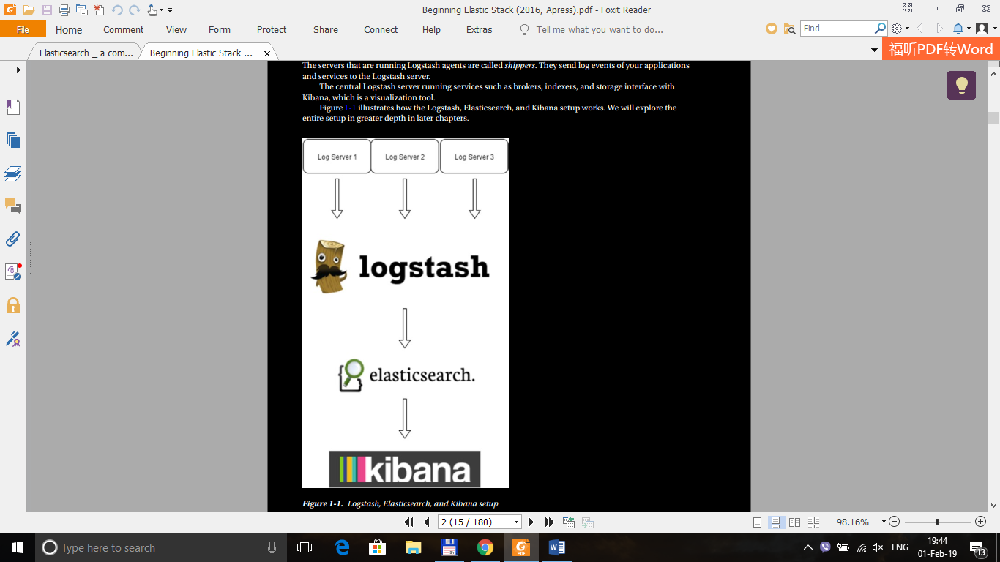 Beginning Elastic Stack (2016, Apress).pdf - Foxit Reader
File Home Comment View Form Protect Share Connect Help Extras Tell me what you want to do... Find
Elasticsearch _ a com... Beginning Elastic Stack ... x
福昕PDF转Word
The servers that are running Logstash agents are called shippers. They send log events of your applications
and services to the Logstash server.
The central Logstash server running services such as brokers, indexers, and storage interface with
Kibana, which is a visualization tool.
Figure 1-1 illustrates how the Logstash, Elasticsearch, and Kibana setup works. We will explore the
entire setup in greater depth in later chapters.
Log Server 1 Log Server 2 Log Server 3
logstash
elasticsearch.
kibana
Figure 1-1. Logstash, Elasticsearch, and Kibana setup
2 (15 / 180) 98.16%
Type here to search
ENG
19:44
01-Feb-19
13
PDF